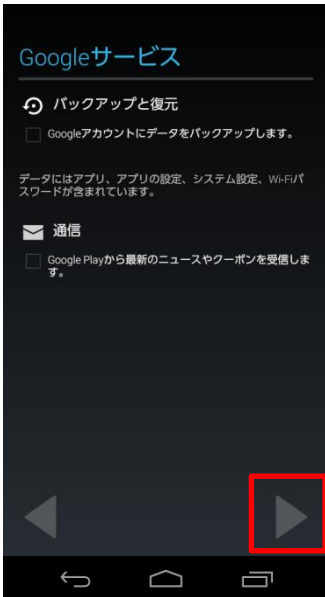 Googleサービス
バックアップと復元
Googleアカウントにデータをバックアップします。
データにはアプリ、アプリの設定、システム設定、Wi-Fiパ
スワードが含まれています。
通信
Google Playから最新のニュースやクーポンを受信しま
す。